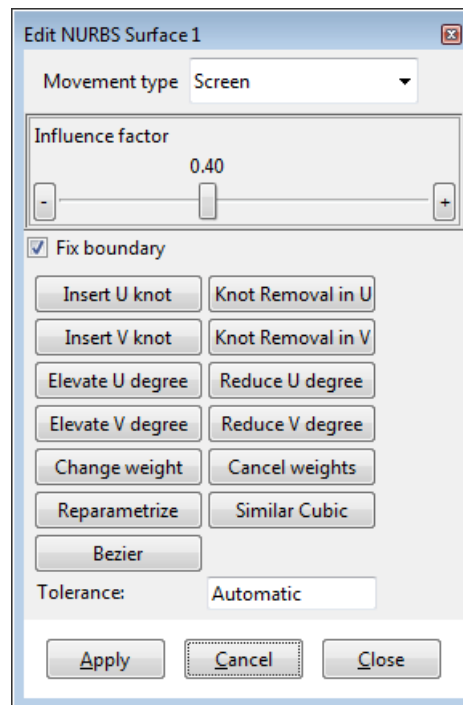 Edit NURBS Surface 1
Movement type Screen
Influence factor
0.40
- +
Fix boundary
Insert U knot Knot Removal in U
Insert V knot Knot Removal in V
Elevate U degree Reduce U degree
Elevate V degree Reduce V degree
Change weight Cancel weights
Reparametrize Similar Cubic
Bezier
Tolerance: Automatic
Apply Cancel Close